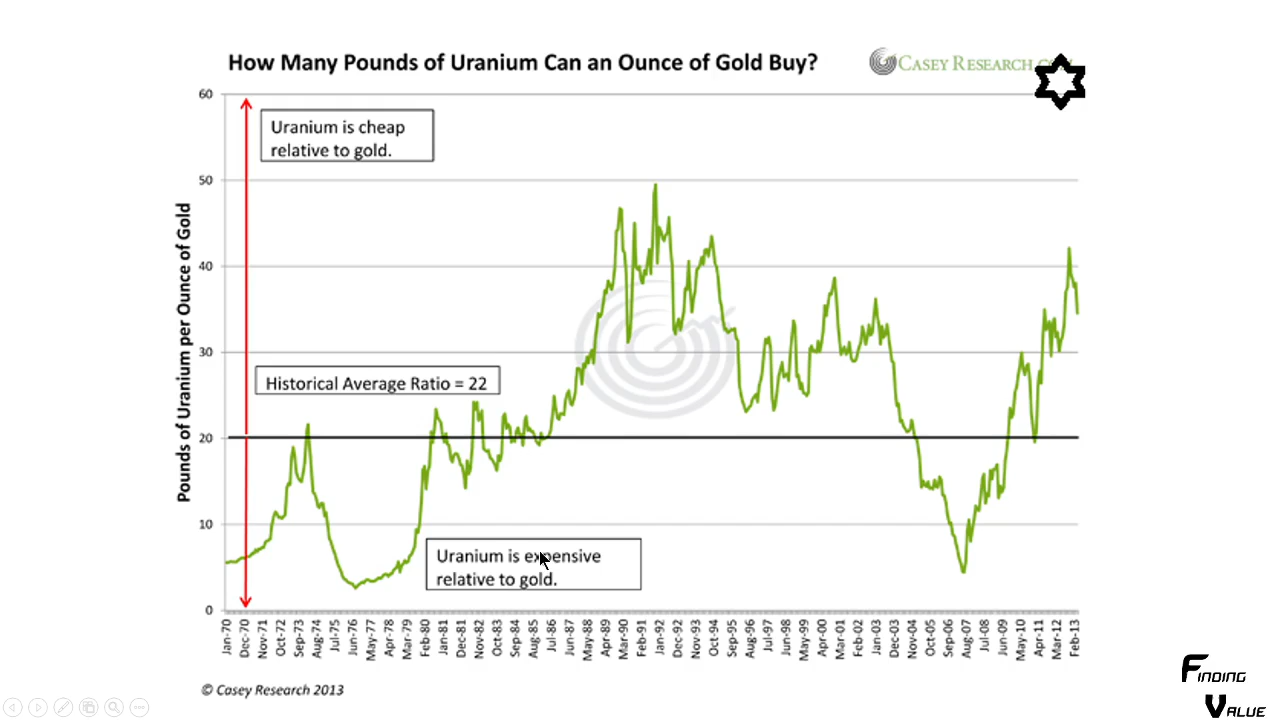 How Many Pounds of Uranium Can an Ounce of Gold Buy?
CASEY RESEARCH
60
50
40
30
20
10
0
Pounds of Uranium per Ounce of Gold
Uranium is cheap
relative to gold.
Historical Average Ratio = 22
Uranium is expensive
relative to gold.
Jan-70
Dec-70
Nov-71
Oct-72
Sep-73
Aug-74
Jul-75
Jun-76
May-77
Apr-78
Mar-79
Feb-80
Jan-81
Dec-81
Nov-82
Oct-83
Sep-84
Aug-85
Jul-86
Jun-87
May-88
Apr-89
Mar-90
Feb-91
Jan-92
Dec-92
Nov-93
Oct-94
Sep-95
Aug-96
Jul-97
Jun-98
May-99
Apr-00
Mar-01
Feb-02
Jan-03
Dec-03
Nov-04
Oct-05
Sep-06
Aug-07
Jul-08
Jun-09
May-10
Apr-11
Mar-12
Feb-13
© Casey Research 2013
FINDING
VALUE